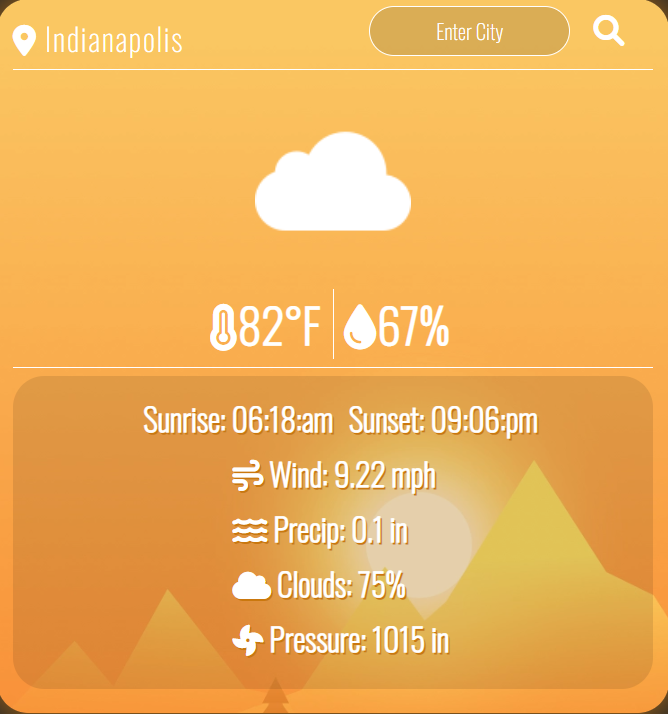 Indianapolis
Enter City
82°F 67%
Sunrise: 06:18:am Sunset: 09:06:pm
Wind: 9.22 mph
Precip: 0.1 in
Clouds: 75%
Pressure: 1015 in